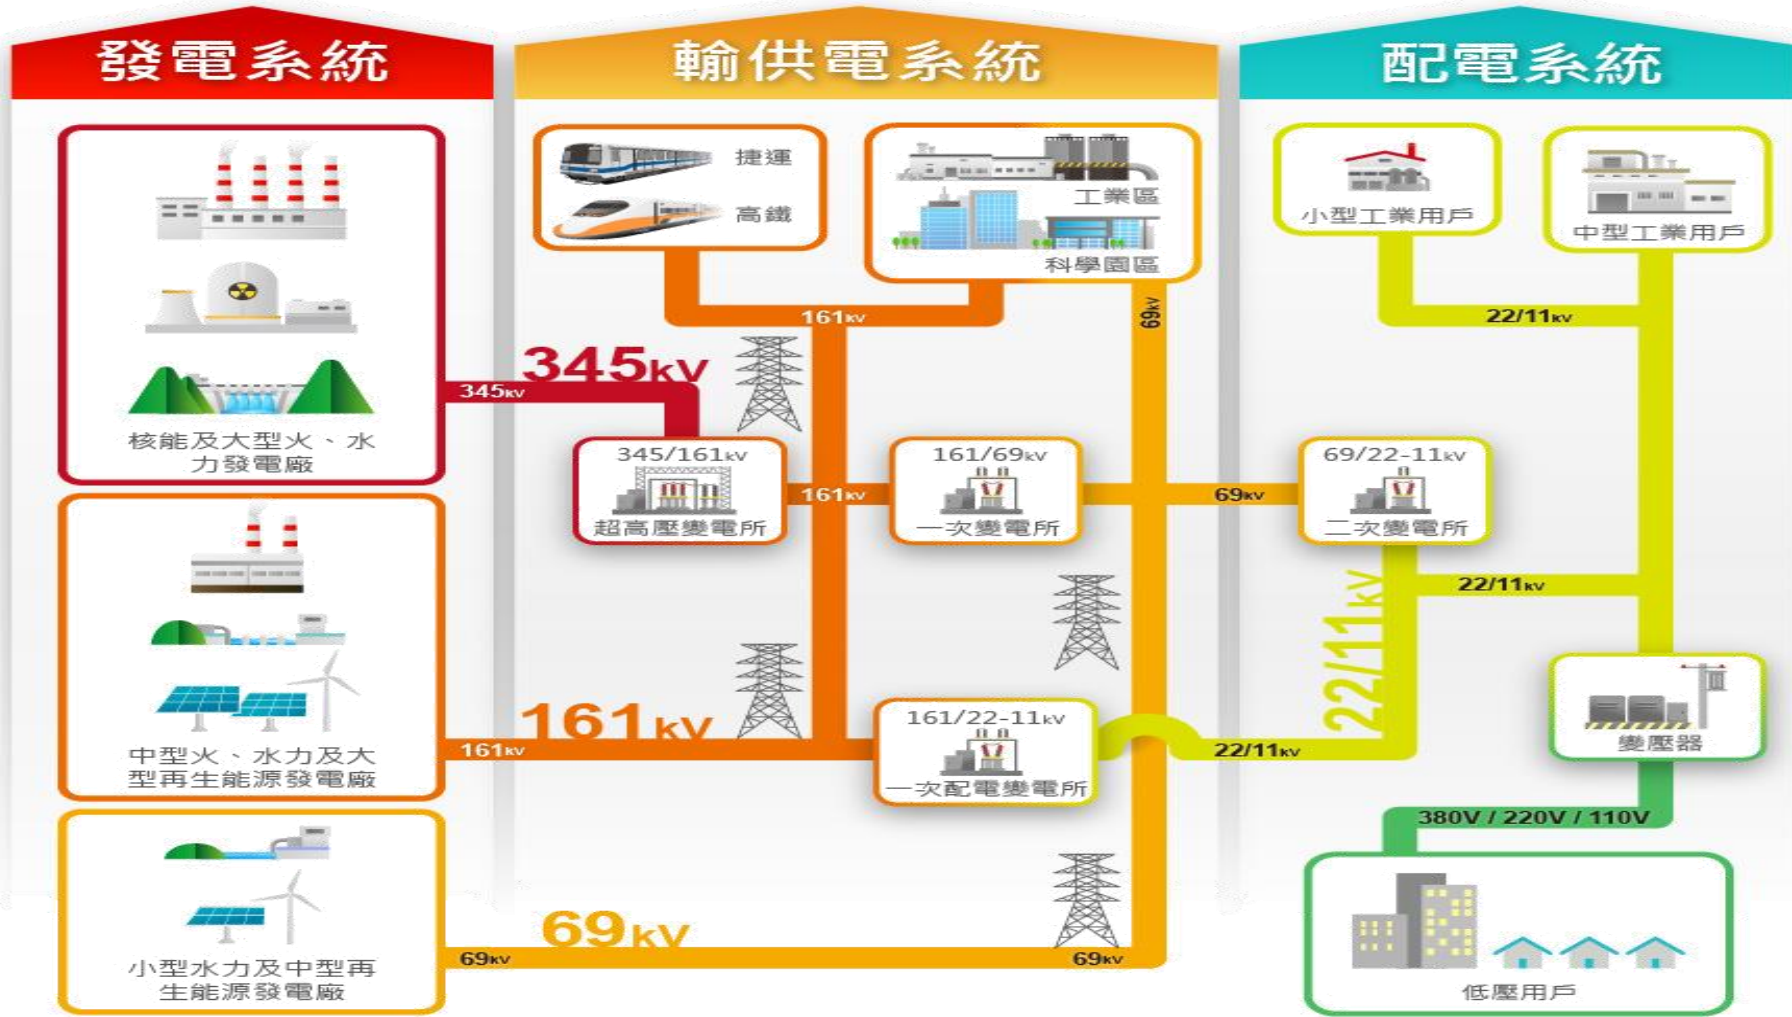 發電系統
輸供電系統
配電系統
核能及大型火、水
力發電廠
中型火、水力及大
型再生能源發電廠
小型水力及中型再
生能源發電廠
捷運
高鐵
工業區
科學園區
161kV
69kV
345kV
345kV
345/161kV
超高壓變電所
161kV
161/69kV
一次變電所
161kV
161kV
161/22-11kV
一次配電變電所
69kV
69kV
69kV
小型工業用戶
中型工業用戶
22/11kV
69kV
69/22-11kV
二次變電所
22/11kV
22/11kV
22/11kV
變壓器
380V / 220V / 110V
低壓用戶